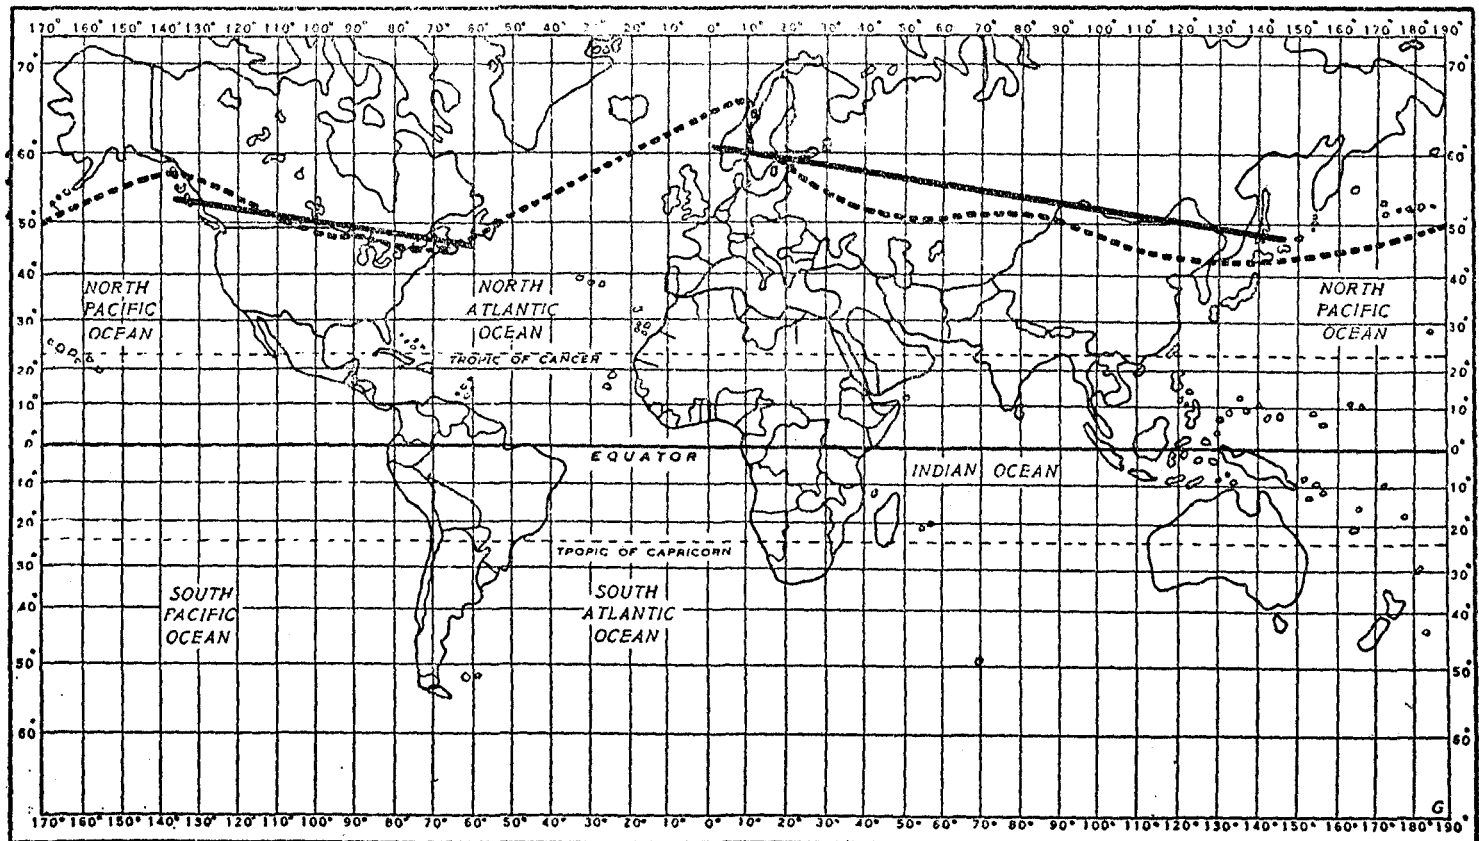 170° 160° 150° 140° 130° 120° 110° 100° 90° 80° 70° 60° 50° 40° 30° 20° 10° 0° 10° 20° 30° 40° 50° 60° 70° 80° 90° 100° 110° 120° 130° 140° 150° 160° 170° 180° 190°
70° 70°
60° 60°
50° 50°
40° 40°
NORTH PACIFIC OCEAN
NORTH ATLANTIC OCEAN
NORTH PACIFIC OCEAN
30° 30°
TROPIC OF CANCER
20° 20°
10° 10°
0° 0°
EQUATOR
INDIAN OCEAN
10° 10°
20° 20°
TROPIC OF CAPRICORN
30° 30°
SOUTH PACIFIC OCEAN
SOUTH ATLANTIC OCEAN
40° 40°
50° 50°
60° 60°
G
170° 160° 150° 140° 130° 120° 110° 100° 90° 80° 70° 60° 50° 40° 30° 20° 10° 0° 10° 20° 30° 40° 50° 60° 70° 80° 90° 100° 110° 120° 130° 140° 150° 160° 170° 180° 190°